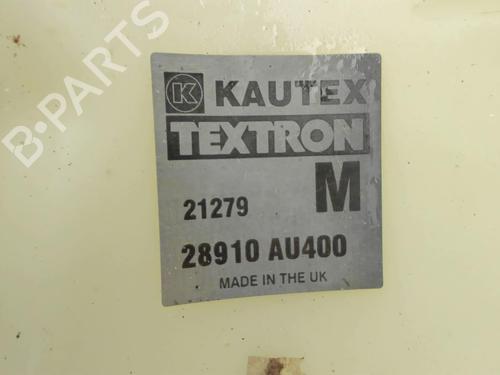 B-PARTS
K KAUTEX
TEXTRON
21279 M
28910 AU400
MADE IN THE UK